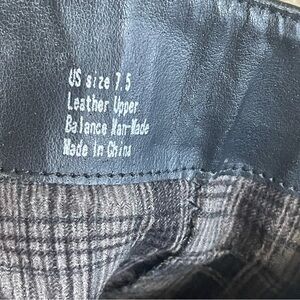 US size 7.5
Leather Upper
Balance Man-Made
Made In China